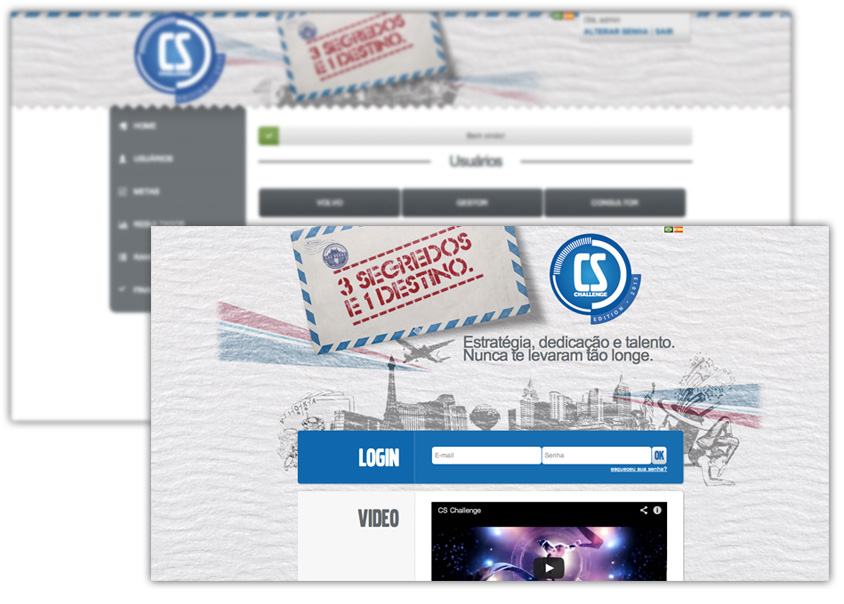 CS
3 SEGREDOS
E 1 DESTINO.
Olá, admin
ALTERAR SENHA | SAIR
HOME
USUÁRIOS
METAS
RESULTADOS
Bem vindo!
Usuários
VOLVO
GESTOR
CONSULTOR
3 SEGREDOS
E 1 DESTINO.
CS
CHALLENGE
EDITION • 2013
Estratégia, dedicação e talento.
Nunca te levaram tão longe.
LOGIN
E-mail
Senha
OK
esqueceu sua senha?
VIDEO
CS Challenge